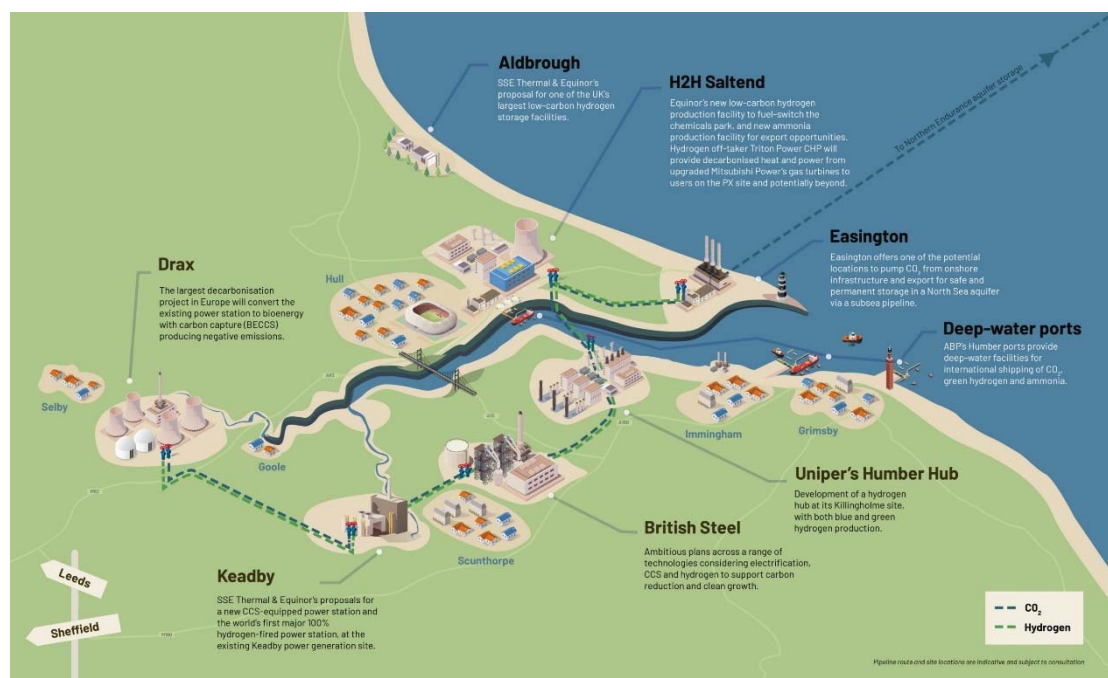 Aldbrough
SSE Thermal & Equinor's
proposal for one of the UK's
largest low-carbon hydrogen
storage facilities.
H2H Saltend
Equinor's new low-carbon hydrogen
production facility to fuel-switch the
chemicals park, and new ammonia
production facility for export opportunities.
Hydrogen off-taker Triton Power CHP will
provide decarbonised heat and power from
upgraded Mitsubishi Power's gas turbines to
users on the PX site and potentially beyond.
To Northern Endurance aquifer storage
Easington
Easington offers one of the potential
locations to pump CO₂ from onshore
infrastructure and export for safe and
permanent storage in a North Sea aquifer
via a subsea pipeline.
Drax
The largest decarbonisation
project in Europe will convert the
existing power station to bioenergy
with carbon capture (BECCS)
producing negative emissions.
Hull
Deep-water ports
ABP's Humber ports provide
deep-water facilities for
international shipping of CO₂,
green hydrogen and ammonia.
Selby
Goole
Immingham
Grimsby
Uniper's Humber Hub
Development of a hydrogen
hub at its Killingholme site,
with both blue and green
hydrogen production.
British Steel
Ambitious plans across a range of
technologies considering electrification,
CCS and hydrogen to support carbon
reduction and clean growth.
Scunthorpe
Keadby
SSE Thermal & Equinor's proposals for
a new CCS-equipped power station and
the world's first major 100%
hydrogen-fired power station, at the
existing Keadby power generation site.
Leeds
Sheffield
CO₂
Hydrogen
Pipeline route and site locations are indicative and subject to consultation